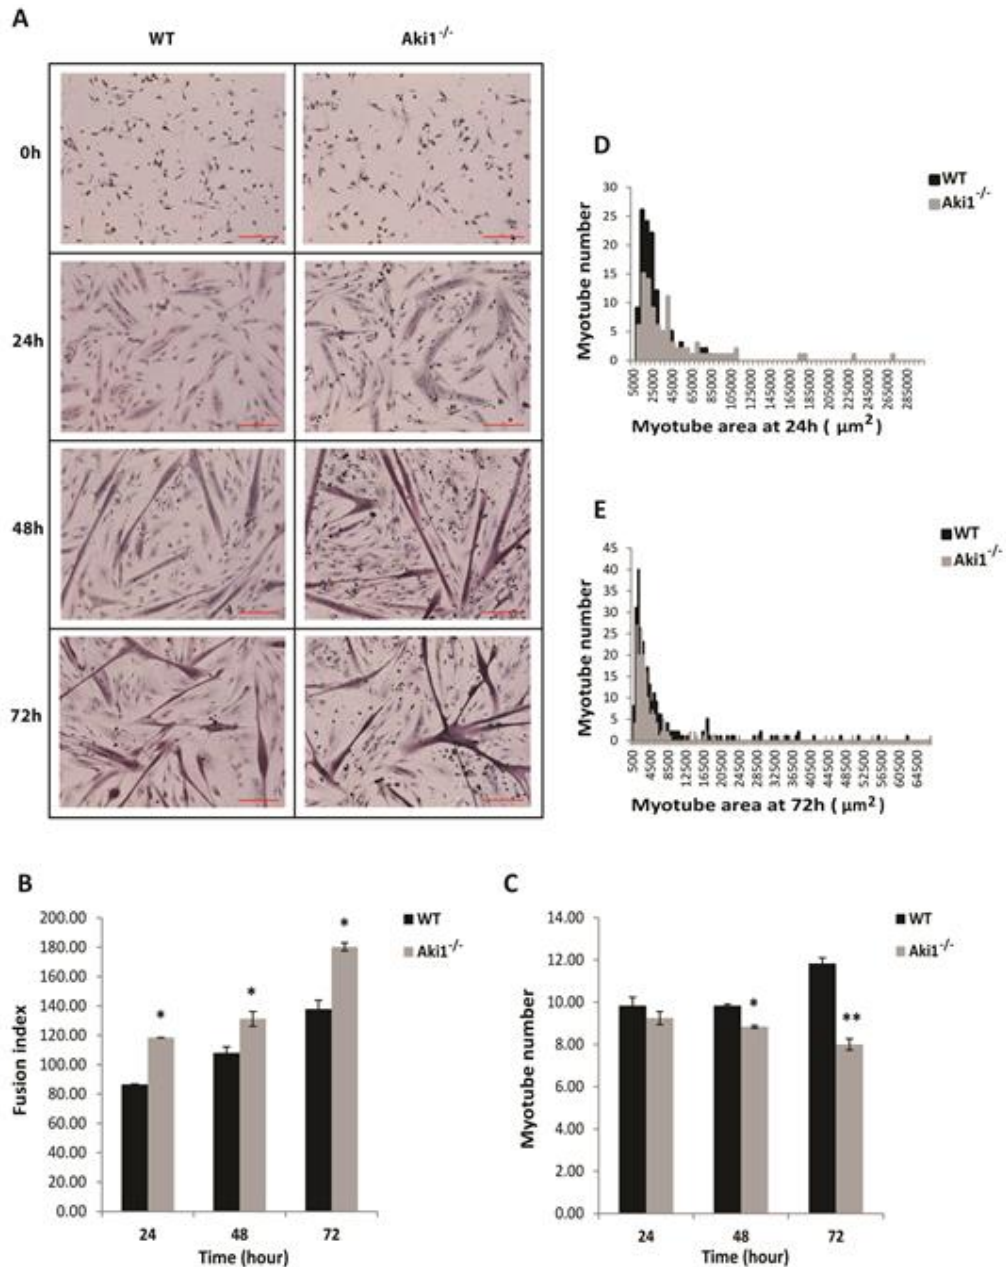 A
WT
Aki1-/-
0h
24h
48h
72h
D
WT
Aki1-/-
30
25
20
15
10
5
0
Myotube number
5000
25000
45000
65000
85000
105000
125000
145000
165000
185000
205000
225000
245000
265000
285000
Myotube area at 24h ( µm2 )
E
WT
Aki1-/-
45
40
35
30
25
20
15
10
5
0
Myotube number
500
4500
8500
12500
16500
20500
24500
28500
32500
36500
40500
44500
48500
52500
56500
60500
64500
Myotube area at 72h ( µm2 )
B
WT
Aki1-/-
200.00
180.00
160.00
140.00
120.00
100.00
80.00
60.00
40.00
20.00
0.00
Fusion index
*
*
*
24
48
72
Time (hour)
C
WT
Aki1-/-
14.00
12.00
10.00
8.00
6.00
4.00
2.00
0.00
Myotube number
*
**
24
48
72
Time (hour)